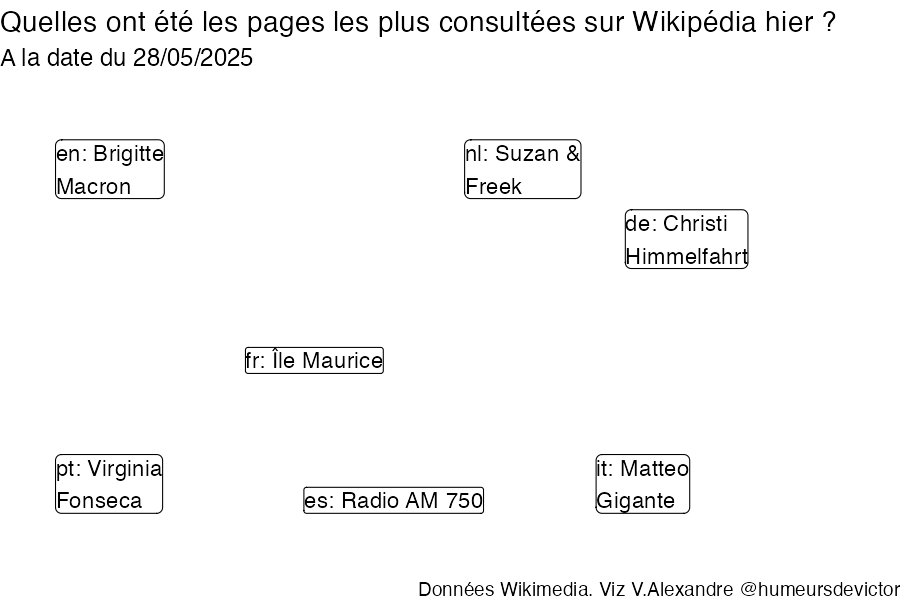 Quelles ont été les pages les plus consultées sur Wikipédia hier ?
A la date du 28/05/2025
en: Brigitte
Macron
nl: Suzan &
Freek
de: Christi
Himmelfahrt
fr: Île Maurice
pt: Virginia
Fonseca
es: Radio AM 750
it: Matteo
Gigante
Données Wikimedia. Viz V.Alexandre @humeursdevictor